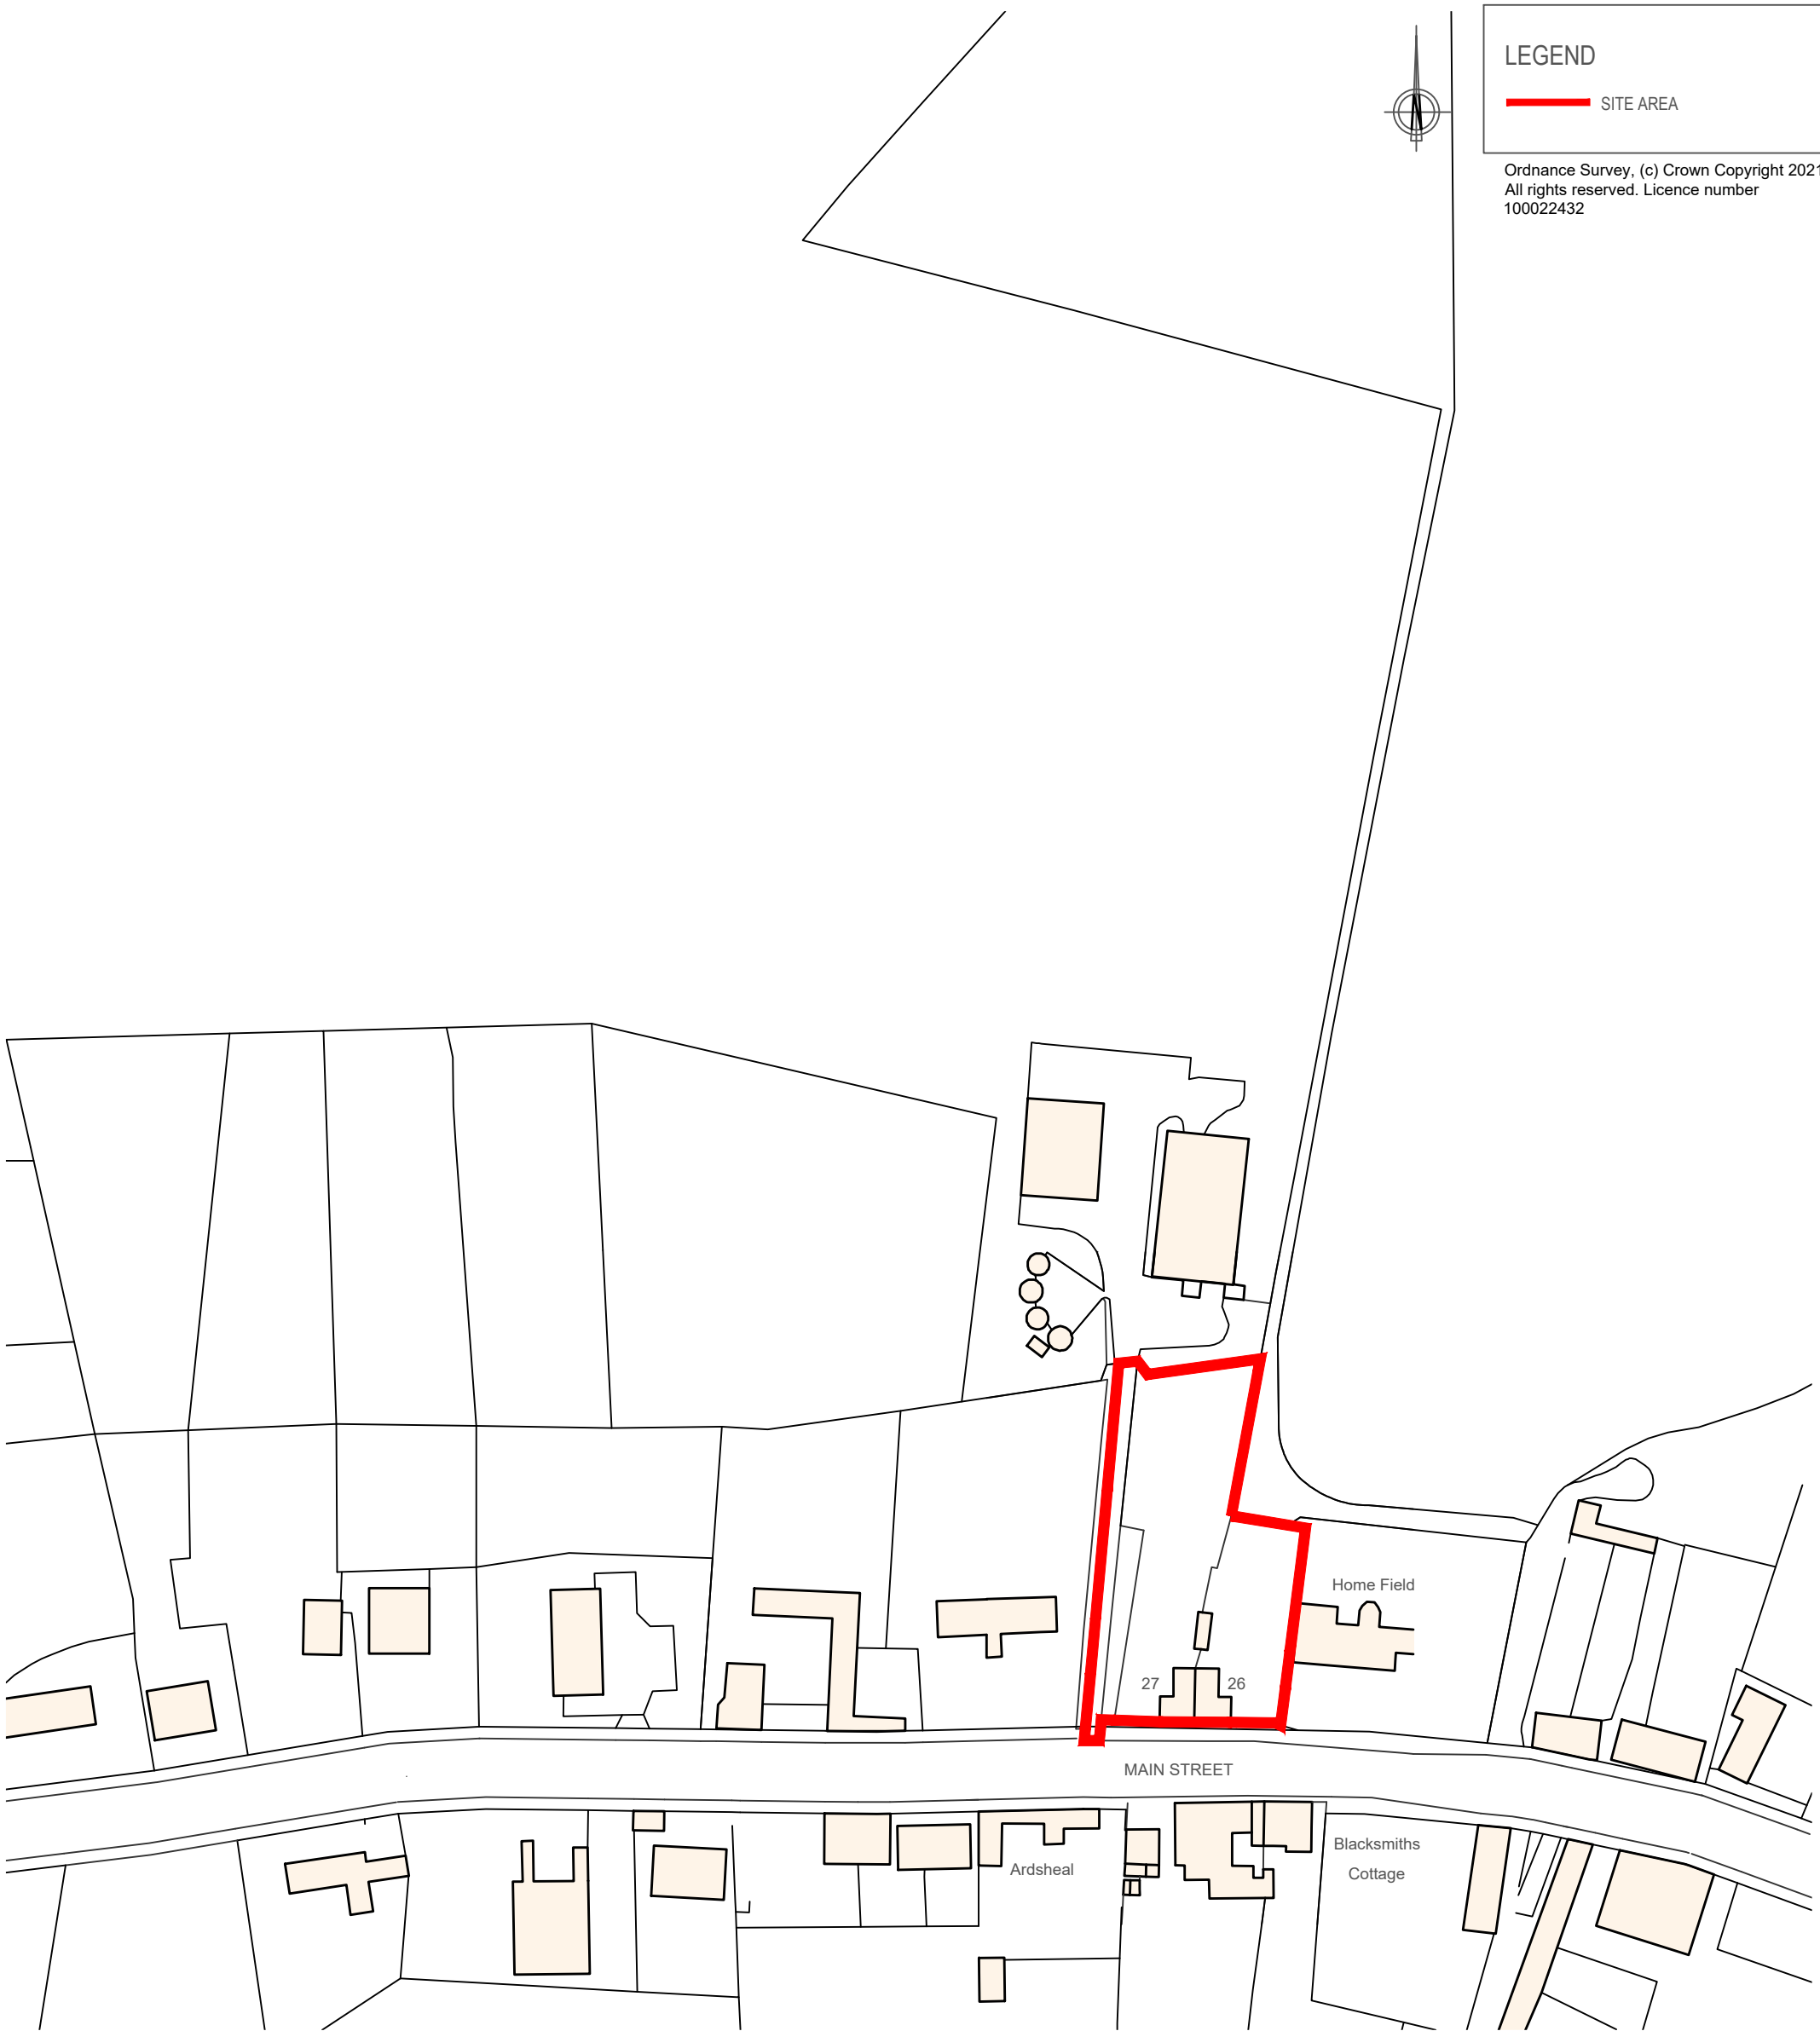 N
LEGEND
SITE AREA
Ordnance Survey, (c) Crown Copyright 2021
All rights reserved. Licence number
100022432
Home Field
27
26
MAIN STREET
Ardsheal
Blacksmiths
Cottage